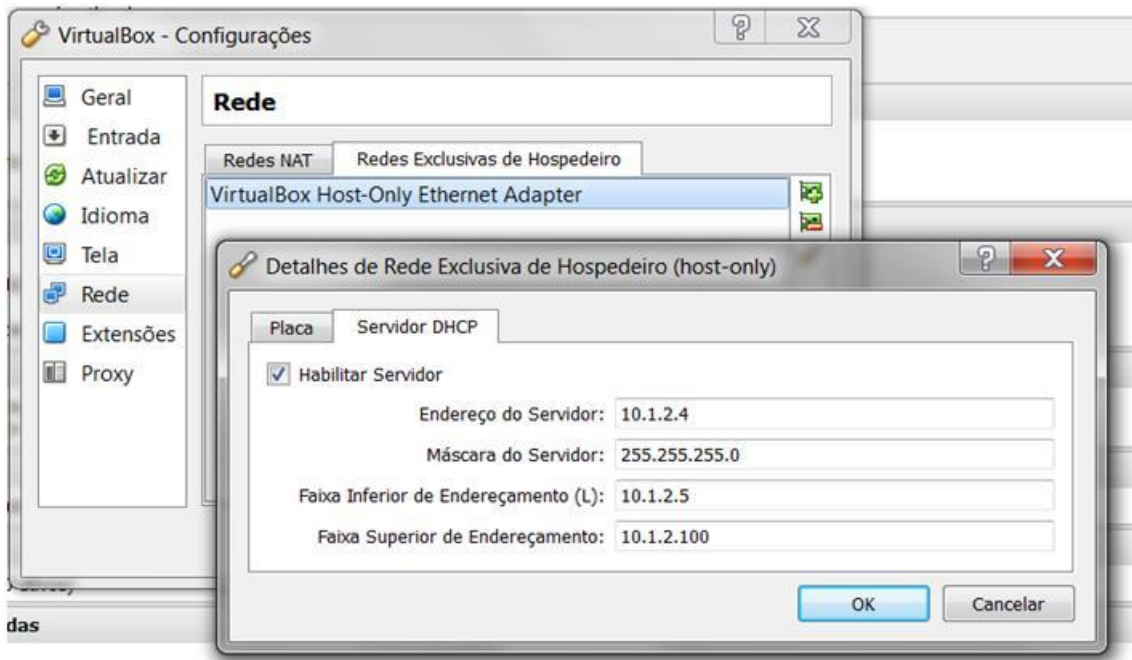 VirtualBox - Configurações
Geral
Entrada
Atualizar
Idioma
Tela
Rede
Extensões
Proxy
Rede
Redes NAT
Redes Exclusivas de Hospedeiro
VirtualBox Host-Only Ethernet Adapter
Detalhes de Rede Exclusiva de Hospedeiro (host-only)
Placa
Servidor DHCP
Habilitar Servidor
Endereço do Servidor: 10.1.2.4
Máscara do Servidor: 255.255.255.0
Faixa Inferior de Endereçamento (L): 10.1.2.5
Faixa Superior de Endereçamento: 10.1.2.100
OK
Cancelar
das